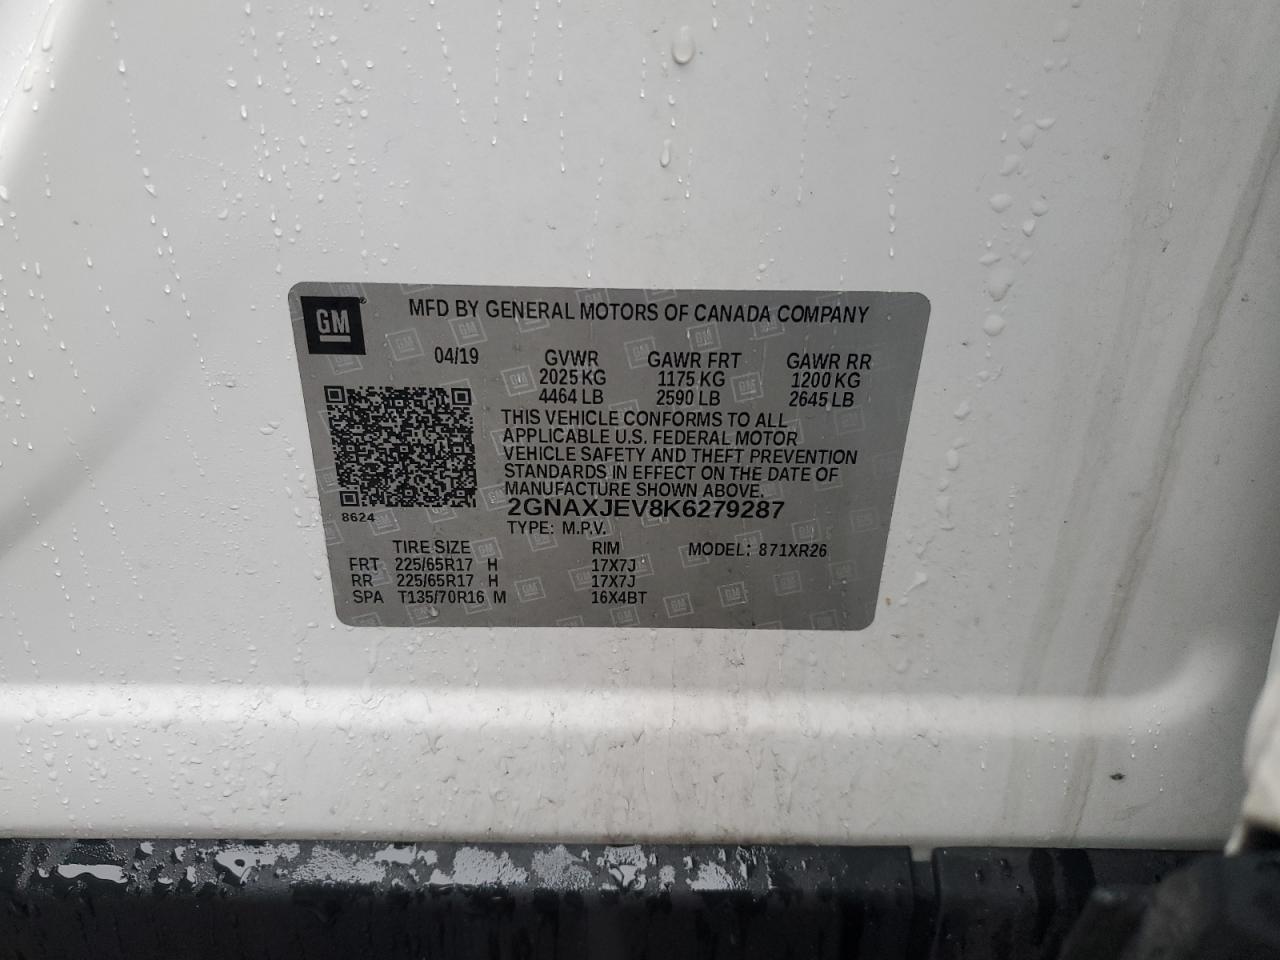 GM
MFD BY GENERAL MOTORS OF CANADA COMPANY
04/19 GVWR GAWR FRT GAWR RR
2025 KG 1175 KG 1200 KG
4464 LB 2590 LB 2645 LB
THIS VEHICLE CONFORMS TO ALL
APPLICABLE U.S. FEDERAL MOTOR
VEHICLE SAFETY AND THEFT PREVENTION
STANDARDS IN EFFECT ON THE DATE OF
MANUFACTURE SHOWN ABOVE.
8624
2GNAXJEV8K6279287
TYPE: M.P.V.
TIRE SIZE RIM MODEL: 871XR26
FRT 225/65R17 H 17X7J
RR 225/65R17 H 17X7J
SPA T135/70R16 M 16X4BT